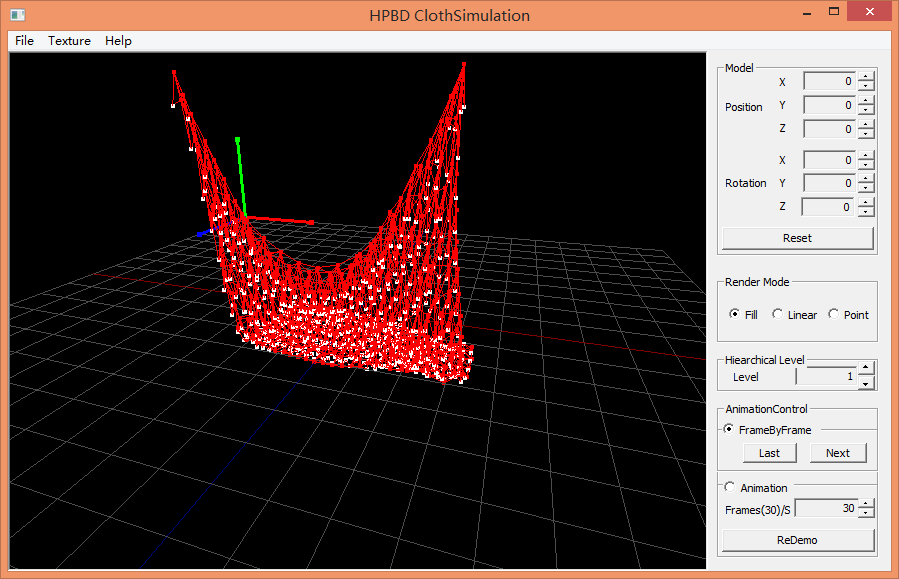 HPBD ClothSimulation
File Texture Help
Model
X 0
Position Y 0
Z 0
X 0
Rotation Y 0
Z 0
Reset
Render Mode
Fill Linear Point
Hiearchical Level
Level 1
AnimationControl
FrameByFrame
Last Next
Animation
Frames(30)/S 30
ReDemo